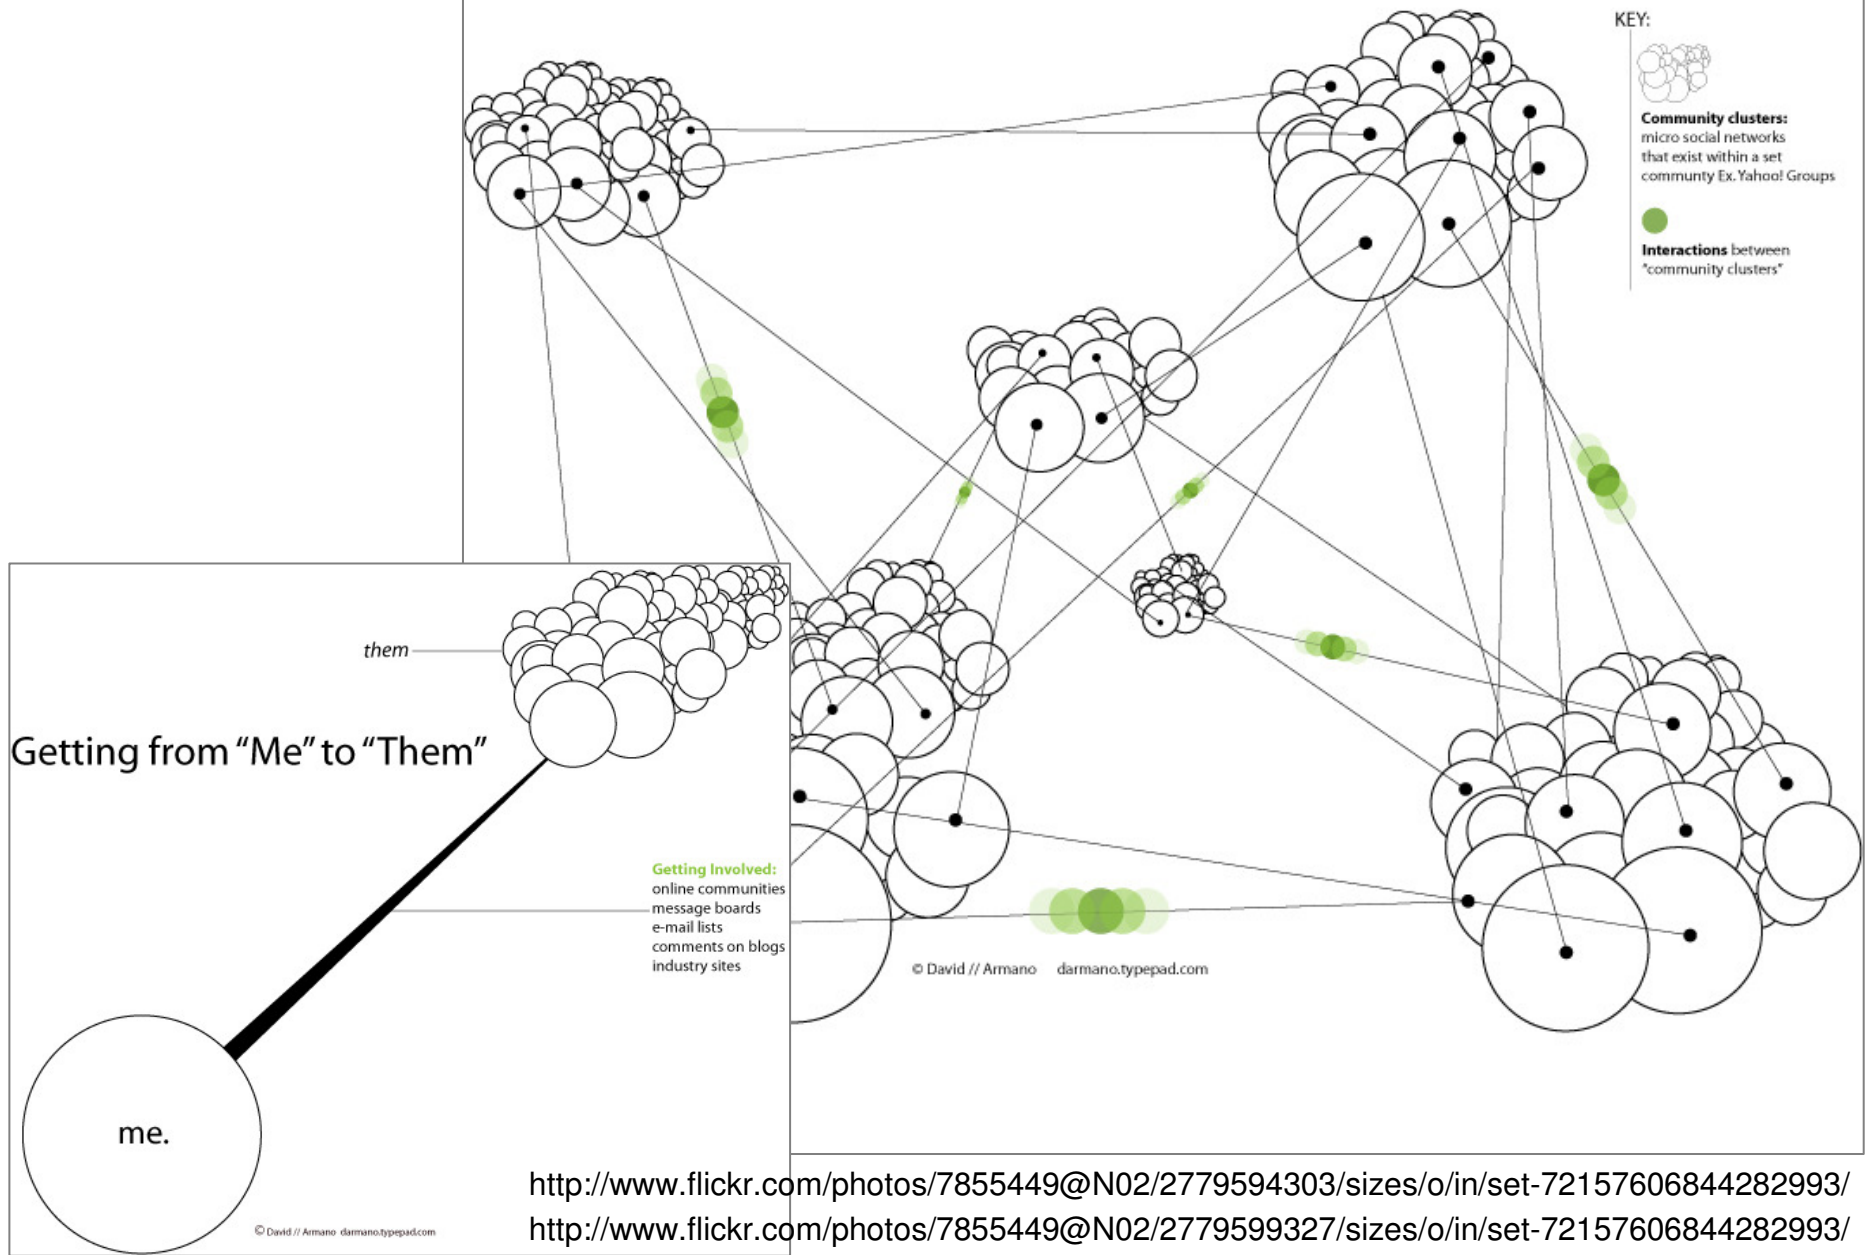 KEY:
Community clusters:
micro social networks
that exist within a set
communty Ex. Yahoo! Groups
Interactions between
"community clusters"
them
Getting from “Me” to “Them”
Getting Involved:
online communities
message boards
e-mail lists
comments on blogs
industry sites
© David // Armano darmano.typepad.com
me.
© David // Armano darmano.typepad.com
http://www.flickr.com/photos/7855449@N02/2779594303/sizes/o/in/set-72157606844282993/
http://www.flickr.com/photos/7855449@N02/2779599327/sizes/o/in/set-72157606844282993/